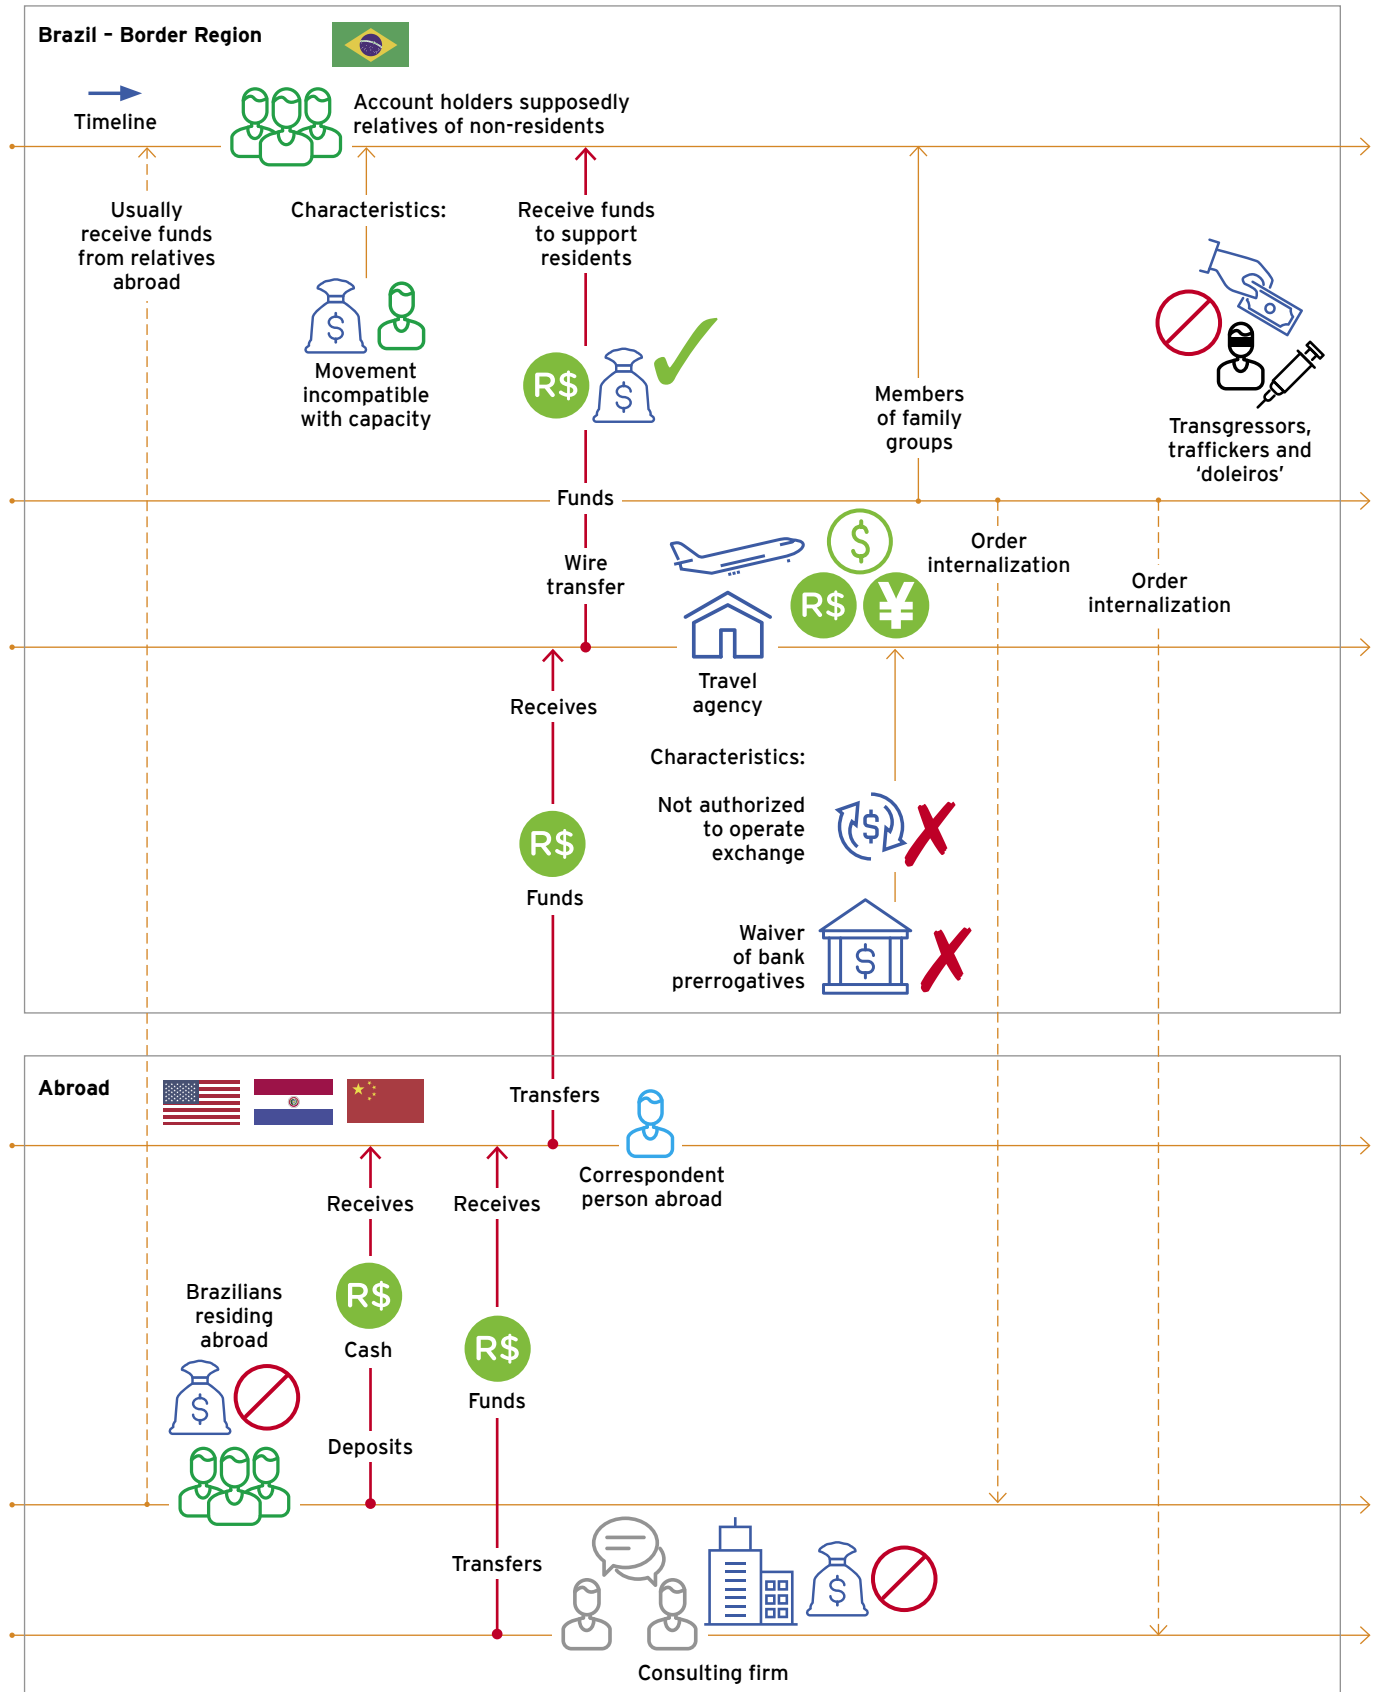 Brazil – Border Region
Timeline
Account holders supposedly
relatives of non-residents
Usually
receive funds
from relatives
abroad
Characteristics:
Receive funds
to support
residents
$
Movement
incompatible
with capacity
R$
$
Members
of family
groups
Transgressors,
traffickers and
‘doleiros’
Funds
Wire
transfer
$
R$
¥
Order
internalization
Order
internalization
Receives
Travel
agency
Characteristics:
Not authorized
to operate
exchange
$
R$
Funds
Waiver
of bank
prerrogatives
$
Abroad
Transfers
Correspondent
person abroad
Receives
Receives
Brazilians
residing
abroad
R$
Cash
R$
Funds
$
Deposits
Transfers
$
Consulting firm